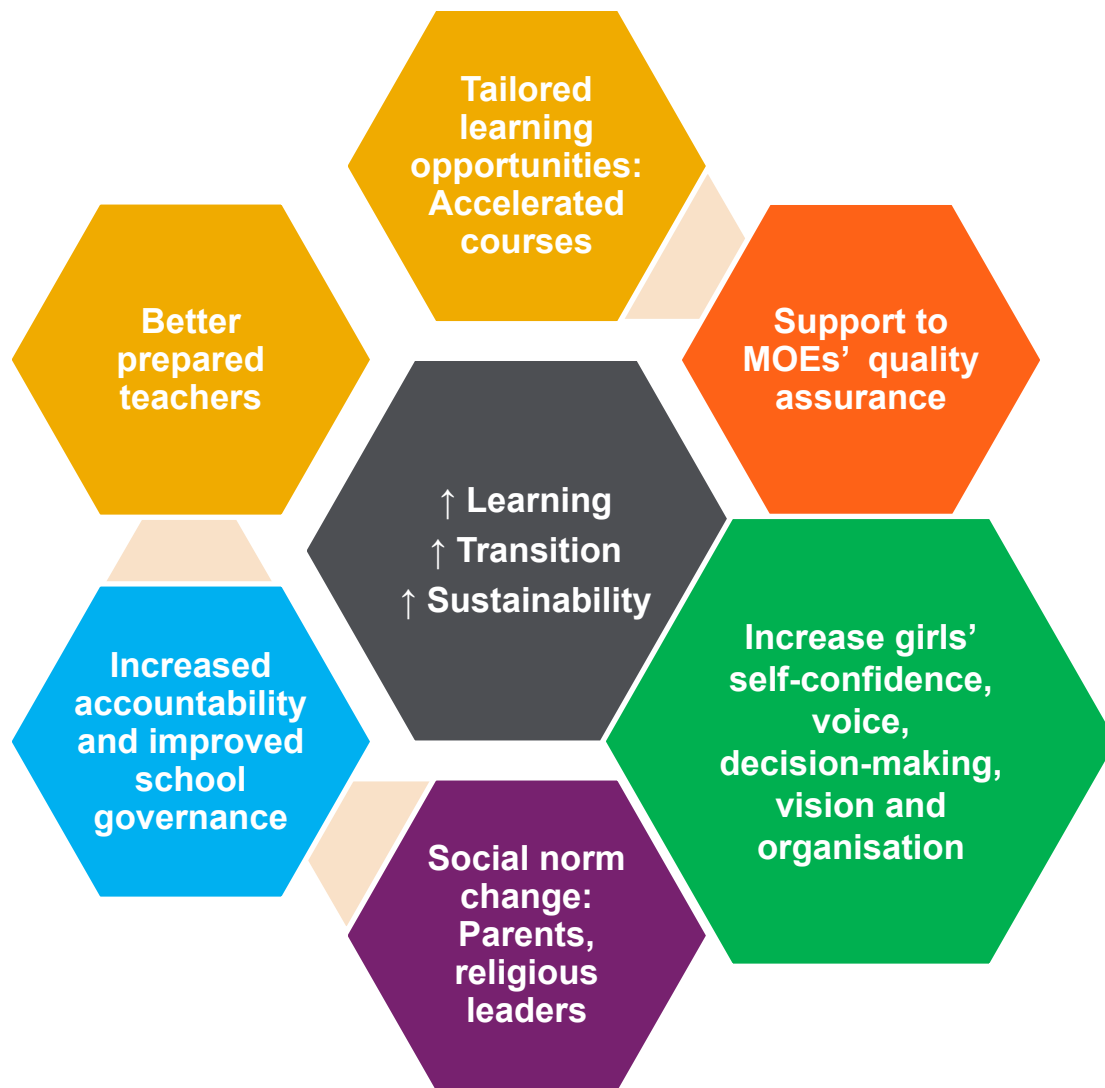 Tailored
learning
opportunities:
Accelerated
courses
Better
prepared
teachers
Support to
MOEs’  quality
assurance
↑ Learning
↑ Transition
↑ Sustainability
Increased
accountability
and improved
school
governance
Increase girls’
self-confidence,
voice,
decision-making,
vision and
organisation
Social norm
change:
Parents,
religious
leaders